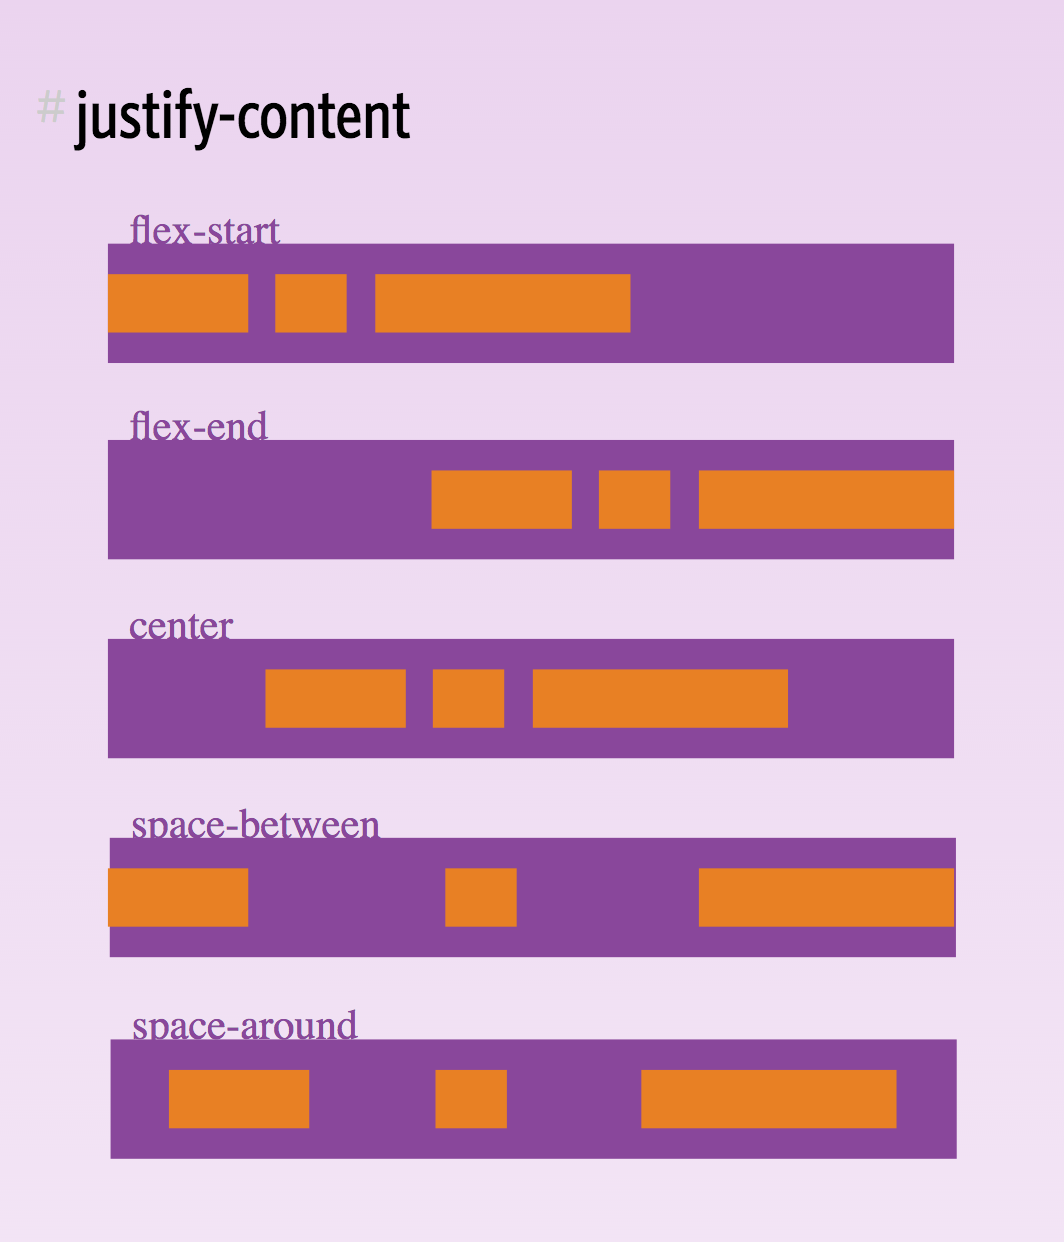 # justify-content
flex-start
flex-end
center
space-between
space-around